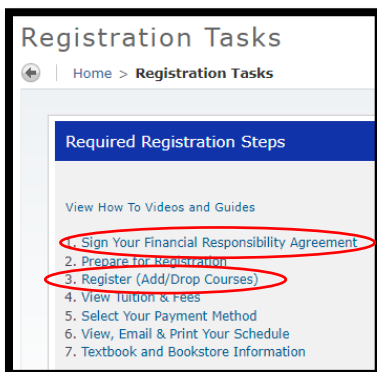 Registration Tasks
Home > Registration Tasks
Required Registration Steps
View How To Videos and Guides
1. Sign Your Financial Responsibility Agreement
2. Prepare for Registration
3. Register (Add/Drop Courses)
4. View Tuition & Fees
5. Select Your Payment Method
6. View, Email & Print Your Schedule
7. Textbook and Bookstore Information